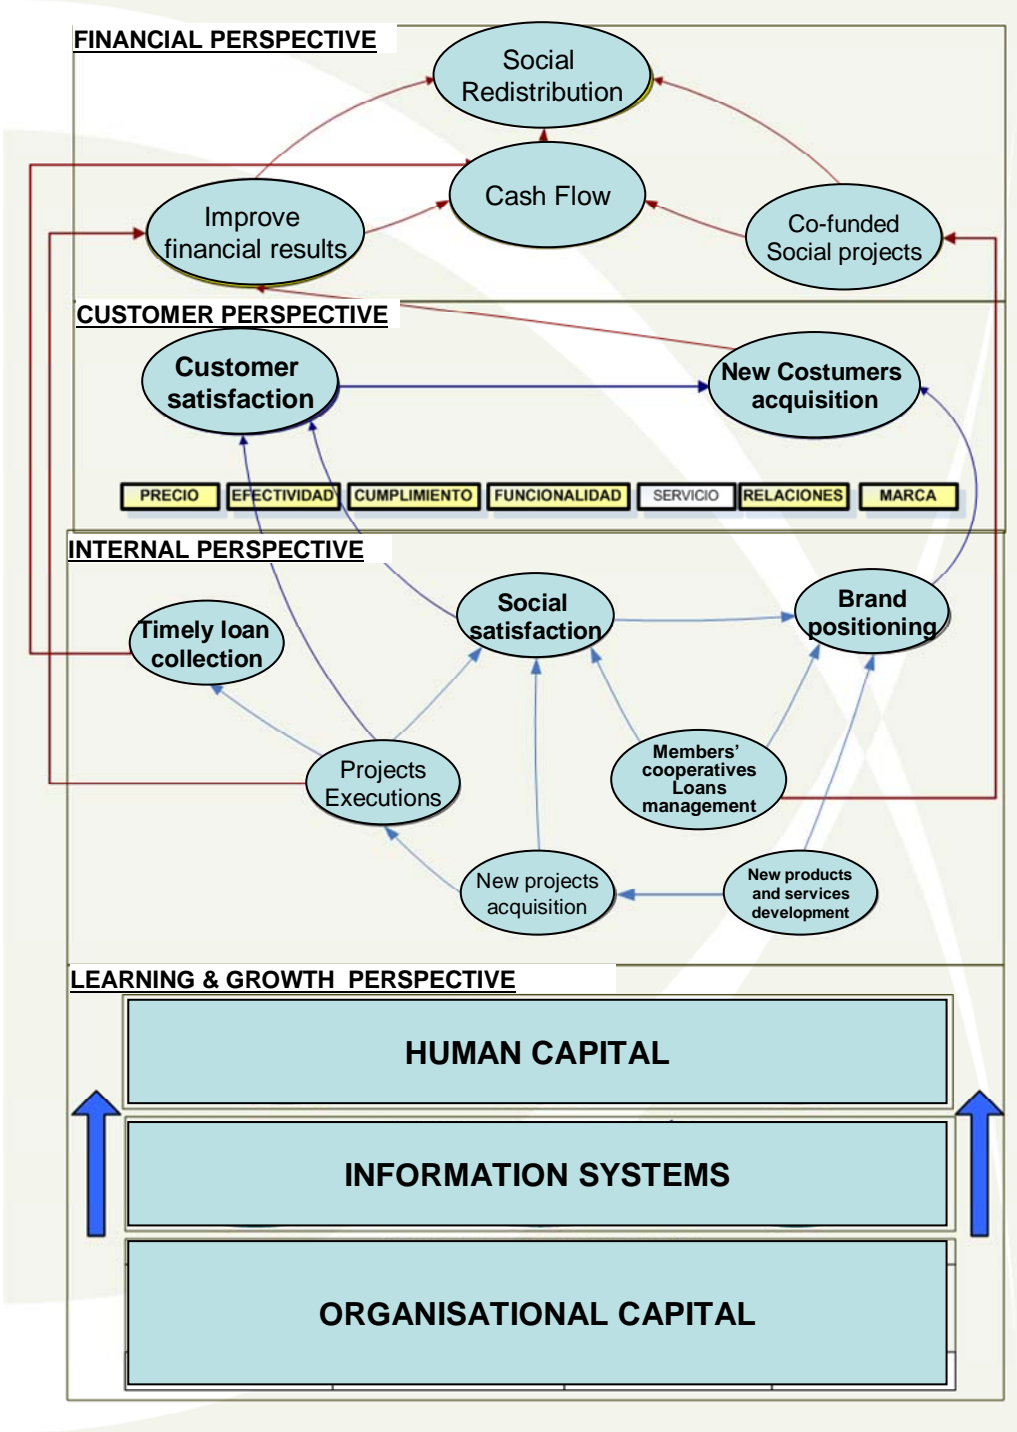 FINANCIAL PERSPECTIVE
Social
Redistribution
Cash Flow
Improve
financial results
Co-funded
Social projects
CUSTOMER PERSPECTIVE
Customer
satisfaction
New Costumers
acquisition
PRECIO
EFECTIVIDAD
CUMPLIMIENTO
FUNCIONALIDAD
SERVICIO
RELACIONES
MARCA
INTERNAL PERSPECTIVE
Timely loan
collection
Social
satisfaction
Brand
positioning
Projects
Executions
Members’
cooperatives
Loans
management
New projects
acquisition
New products
and services
development
LEARNING & GROWTH  PERSPECTIVE
HUMAN CAPITAL
INFORMATION SYSTEMS
ORGANISATIONAL CAPITAL